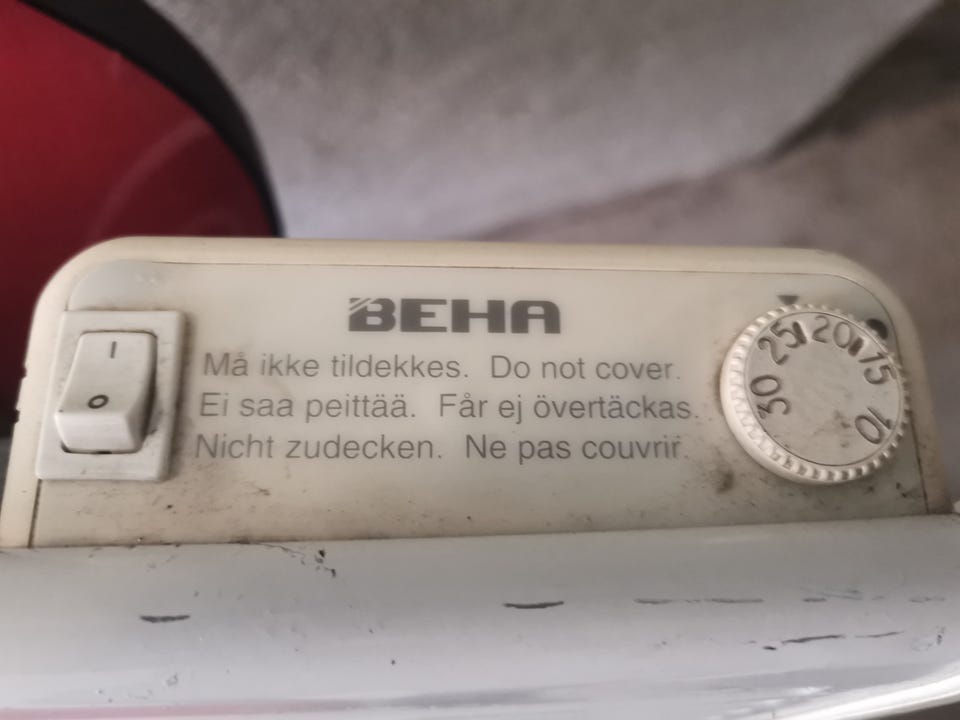 BEHA
Må ikke tildekkes. Do not cover.
Ei saa peittää. Får ej övertäckas.
Nicht zudecken. Ne pas couvrir.
I
O
30 25 20 15 10